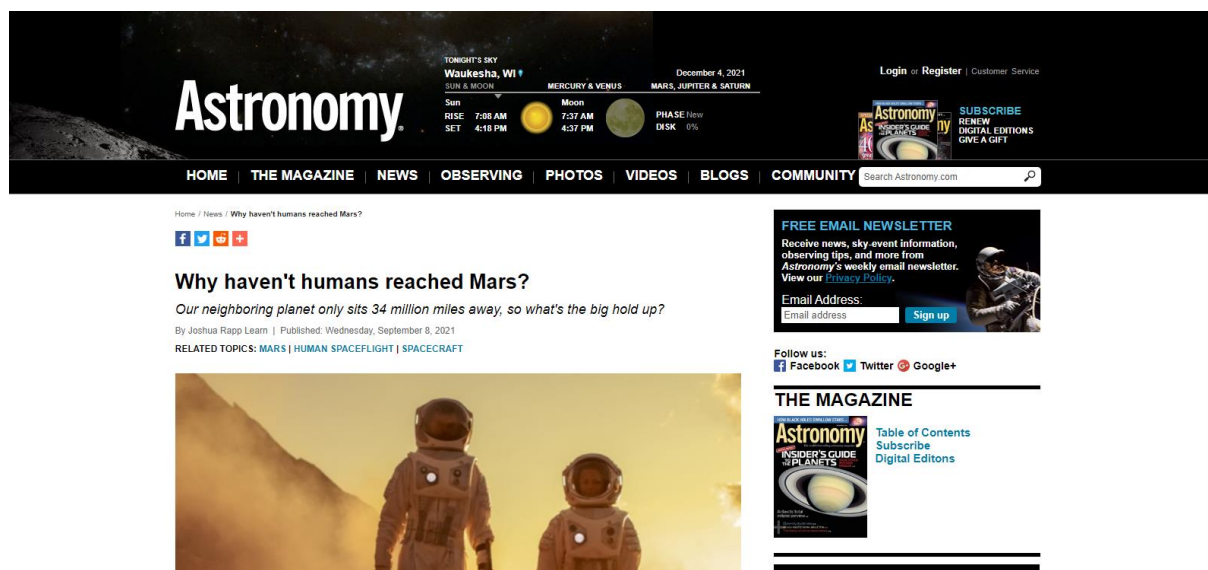 TONIGHT'S SKY
Waukesha, WI
December 4, 2021
SUN & MOON
MERCURY & VENUS
MARS, JUPITER & SATURN
Sun
RISE 7:08 AM
SET 4:18 PM
Moon
7:37 AM
4:37 PM
PHASE New
DISK 0%
Astronomy
Login or Register | Customer Service
Astronomy
INSIDER'S GUIDE
PLANETS
SUBSCRIBE
RENEW
DIGITAL EDITIONS
GIVE A GIFT
HOME | THE MAGAZINE | NEWS | OBSERVING | PHOTOS | VIDEOS | BLOGS | COMMUNITY
Search Astronomy.com
Home / News / Why haven't humans reached Mars?
Why haven't humans reached Mars?
Our neighboring planet only sits 34 million miles away, so what's the big hold up?
By Joshua Rapp Learn | Published: Wednesday, September 8, 2021
RELATED TOPICS: MARS | HUMAN SPACEFLIGHT | SPACECRAFT
FREE EMAIL NEWSLETTER
Receive news, sky-event information,
observing tips, and more from
Astronomy's weekly email newsletter.
View our Privacy Policy.
Email Address:
Email address
Sign up
Follow us:
Facebook Twitter Google+
THE MAGAZINE
Astronomy
INSIDER'S GUIDE
THE PLANETS
Table of Contents
Subscribe
Digital Editons